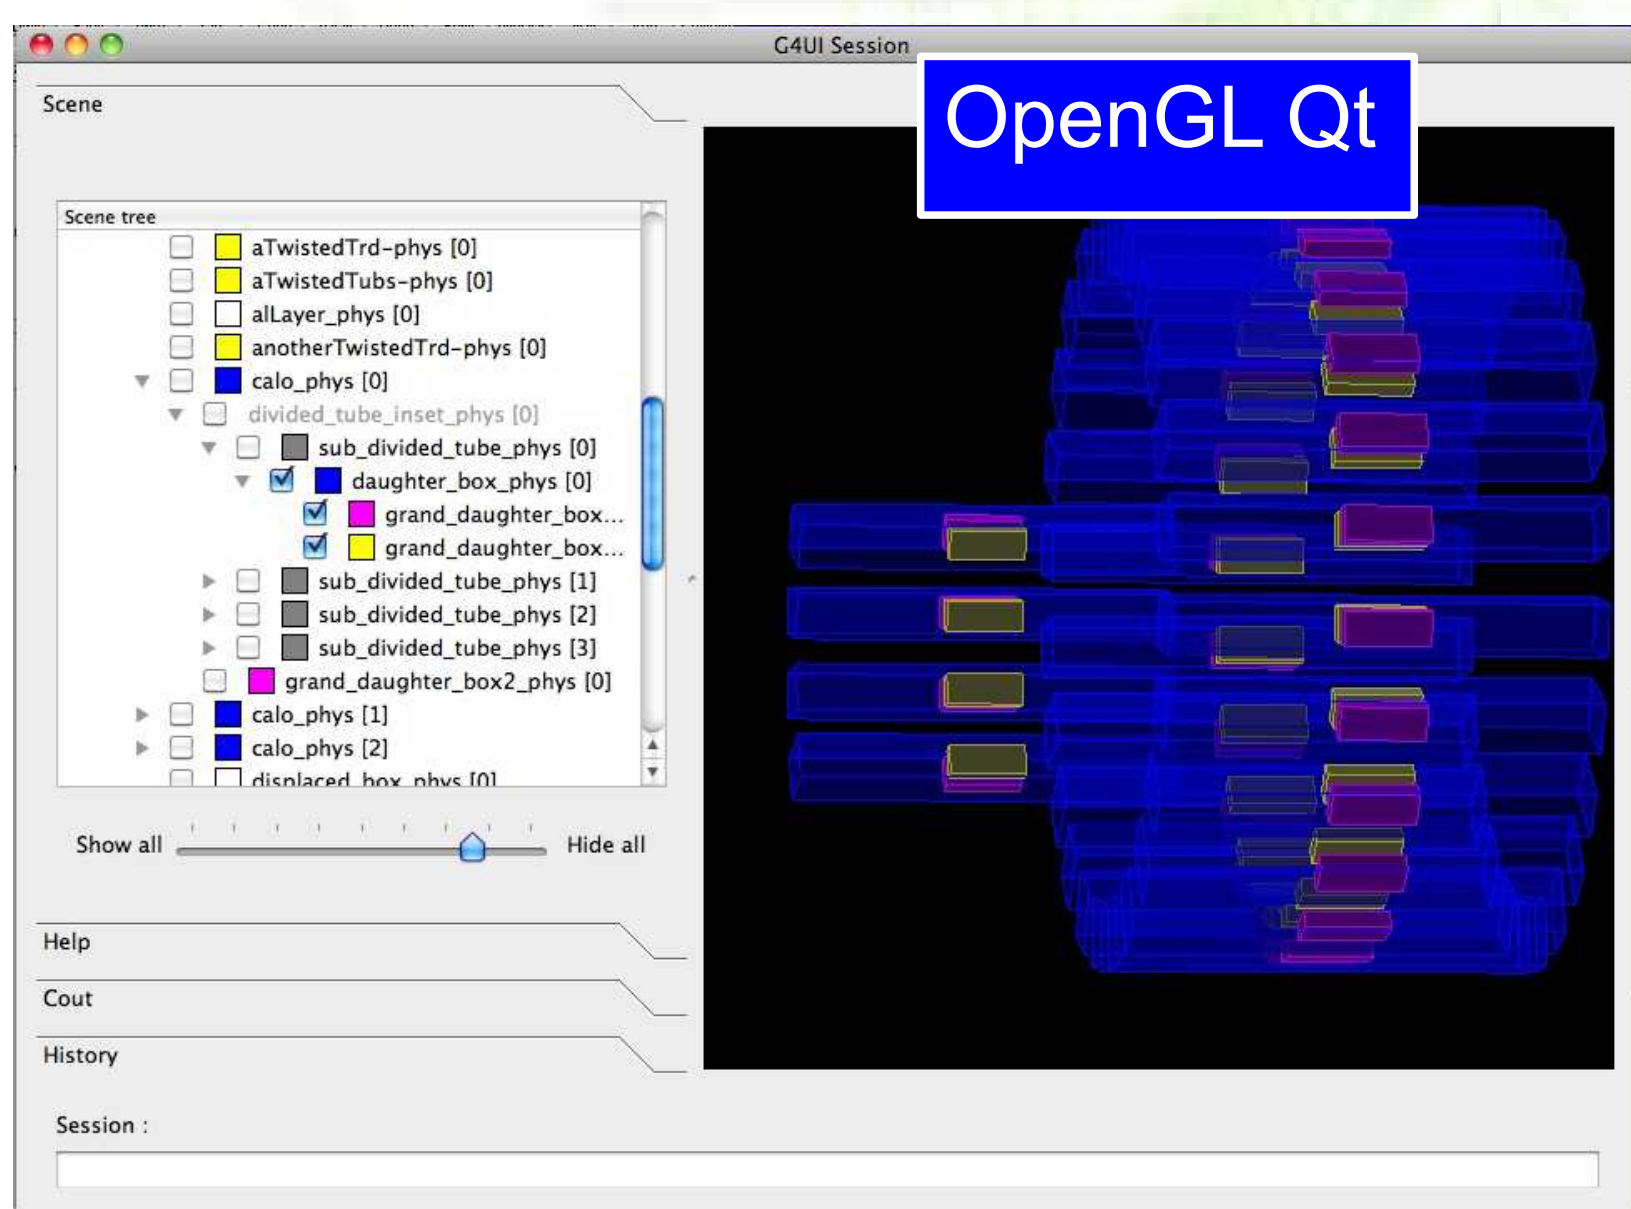 G4UI Session
OpenGL Qt
Scene
Scene tree
aTwistedTrd-phys [0]
aTwistedTubs-phys [0]
alLayer_phys [0]
anotherTwistedTrd-phys [0]
calo_phys [0]
divided_tube_inset_phys [0]
sub_divided_tube_phys [0]
daughter_box_phys [0]
grand_daughter_box...
grand_daughter_box...
sub_divided_tube_phys [1]
sub_divided_tube_phys [2]
sub_divided_tube_phys [3]
grand_daughter_box2_phys [0]
calo_phys [1]
calo_phys [2]
displaced_box_phys [0]
Show all Hide all
Help
Cout
History
Session :